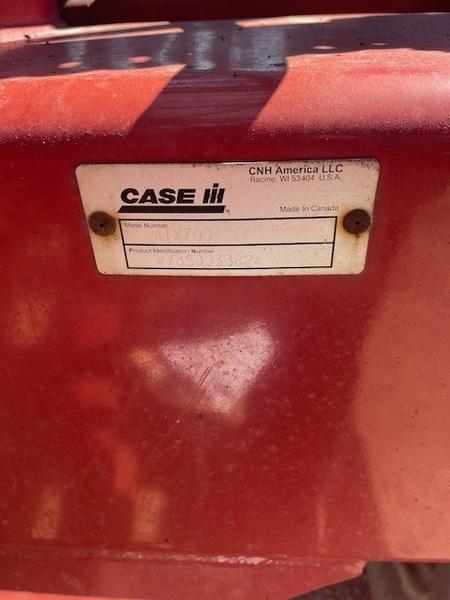 CNH America LLC
Racine, WI 53404 U.S.A.
CASE IH
Made in Canada
Model Number
Product Identification Number